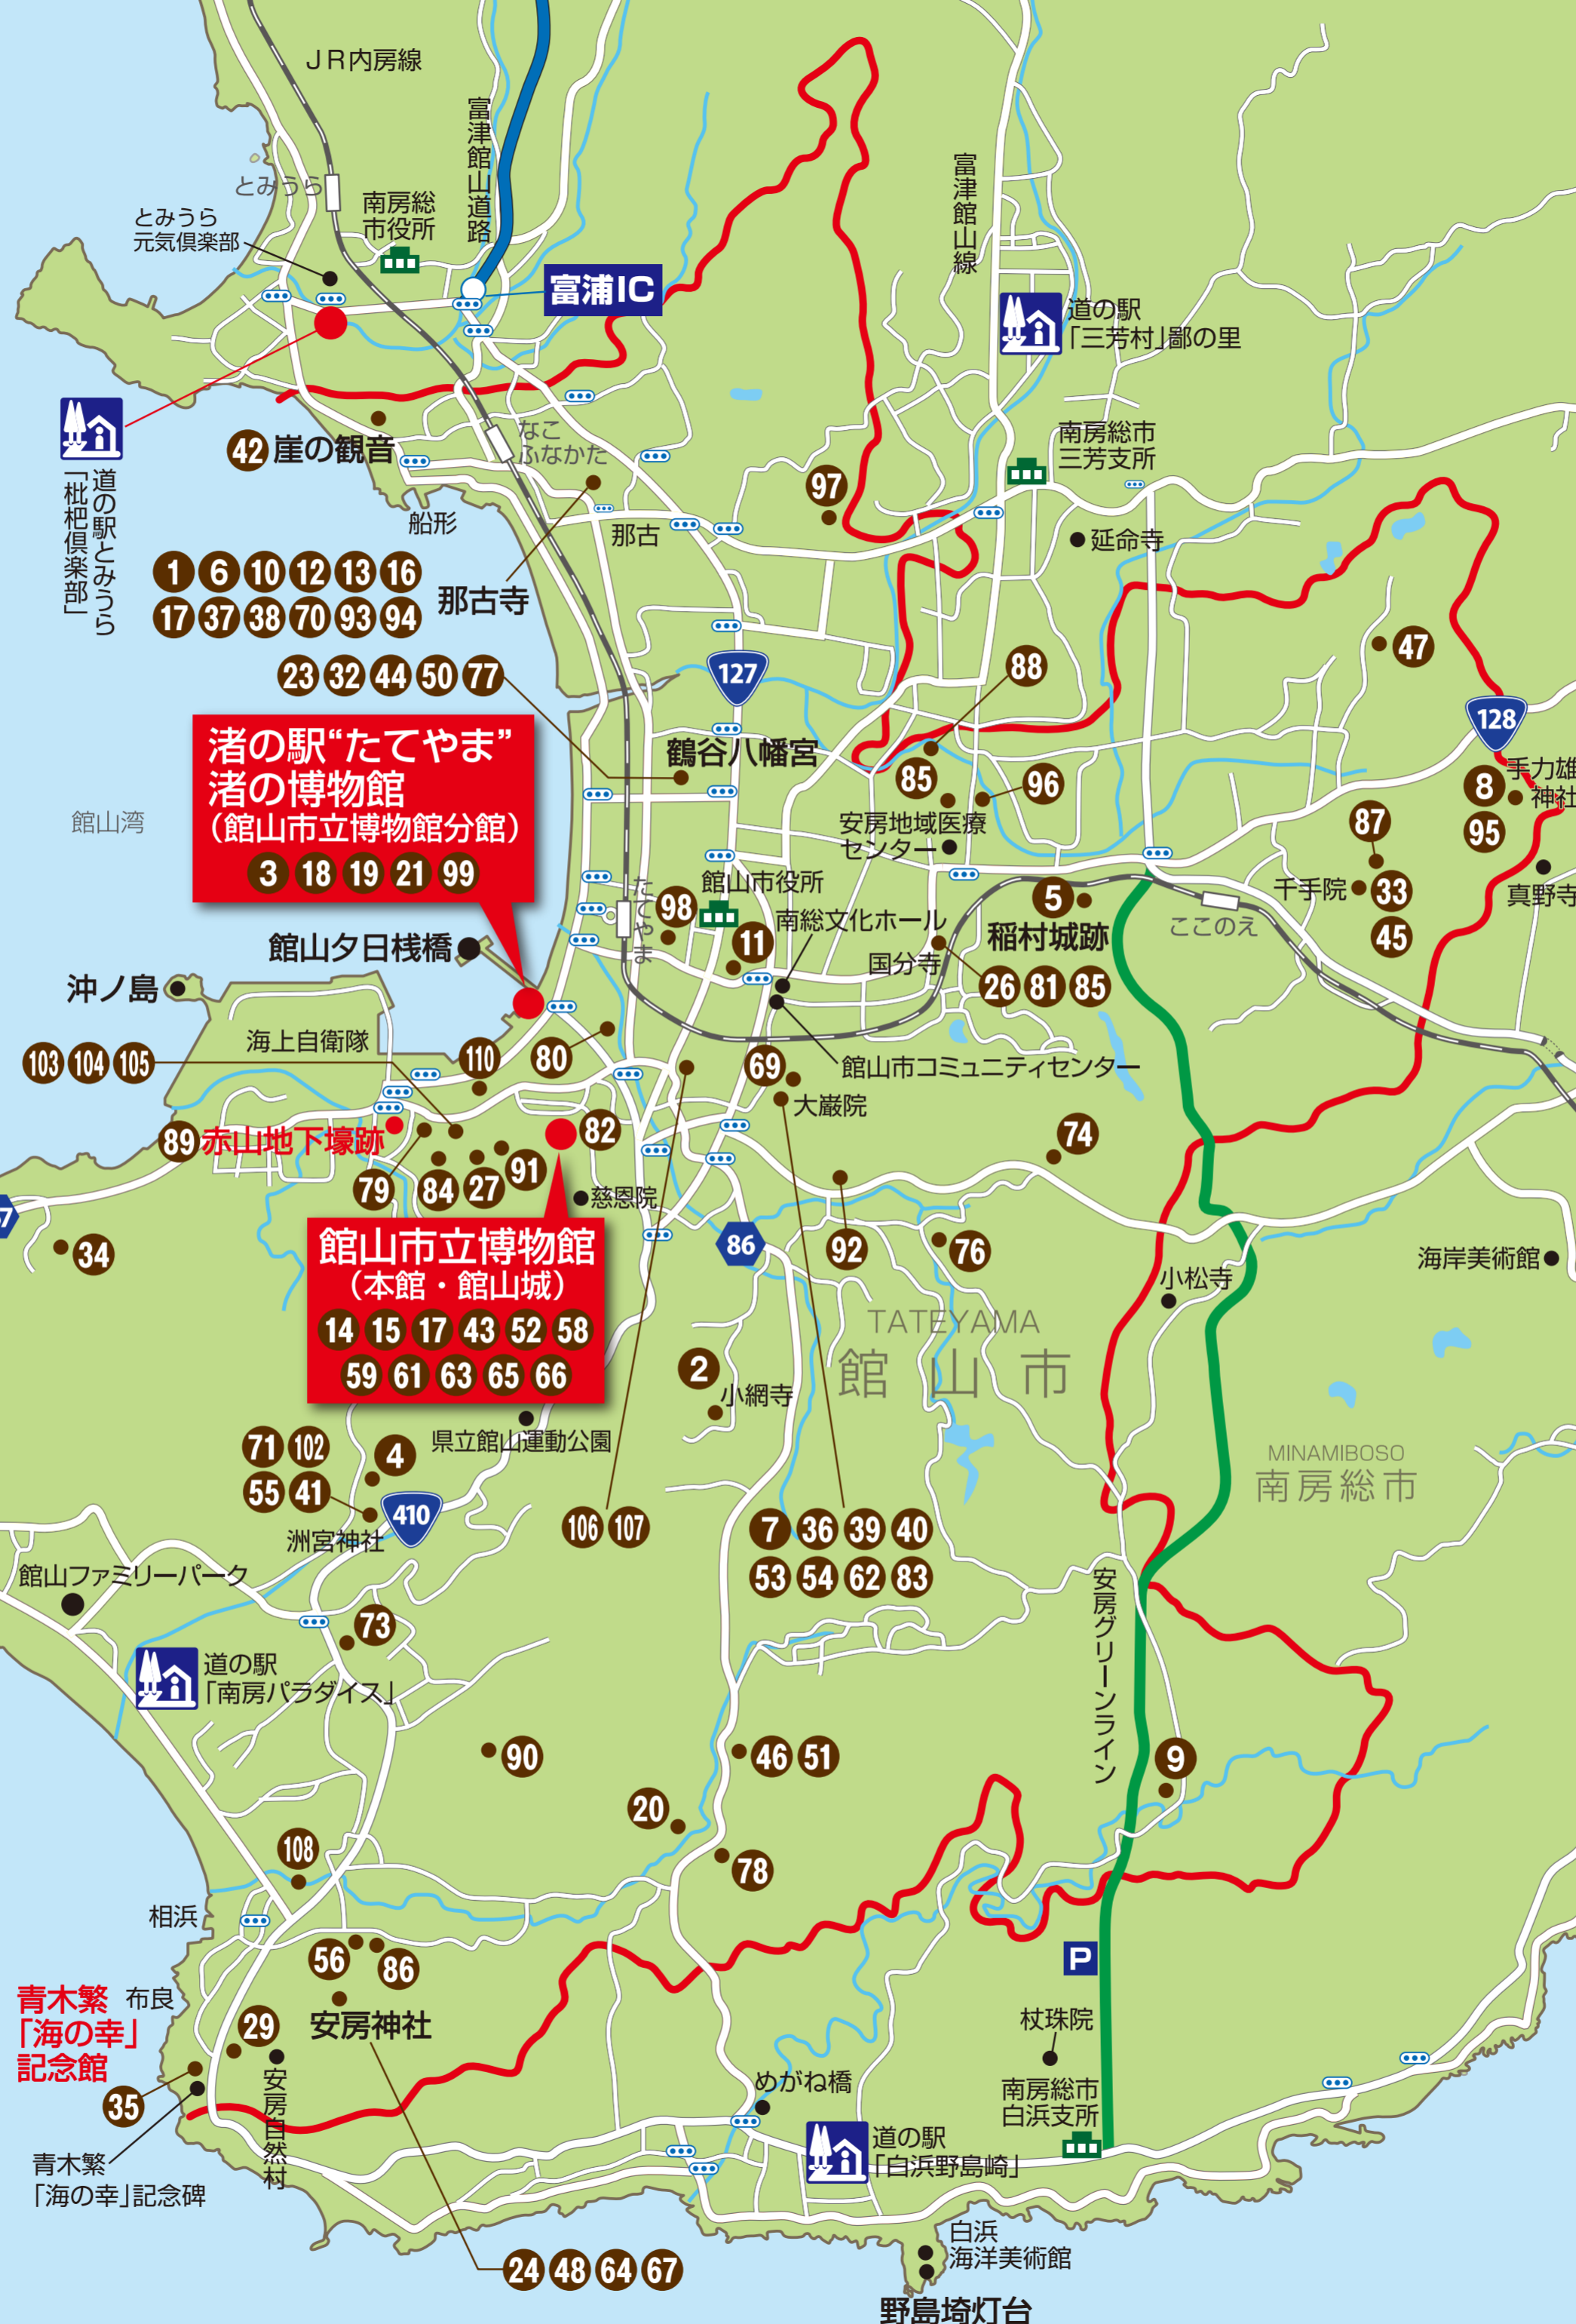 JR内房線
富津館山道路
とみうら
南房総
市役所
とみうら
元気倶楽部
富浦IC
富津館山線
道の駅
「三芳村」鄙の里
南房総市
三芳支所
42 崖の観音
なこ
ふなかた
道の駅とみうら
「枇杷倶楽部」
船形
那古
97
延命寺
1 6 10 12 13 16
17 37 38 70 93 94
那古寺
23 32 44 50 77
127
88
47
128
渚の駅“たてやま”
渚の博物館
(館山市立博物館分館)
3 18 19 21 99
鶴谷八幡宮
85
96
8
手力雄
神社
95
館山湾
安房地域医療
センター
87
千手院
33
45
真野寺
館山市役所
たてやま
98
11
南総文化ホール
5
稲村城跡
ここのえ
国分寺
26 81 85
館山夕日桟橋
沖ノ島
海上自衛隊
103 104 105
110
80
69
館山市コミュニティセンター
大巌院
89 赤山地下壕跡
82
74
79
84
27
91
慈恩院
7
34
86
92
76
海岸美術館
小松寺
館山市立博物館
(本館・館山城)
14 15 17 43 52 58
59 61 63 65 66
TATEYAMA
館山市
2
小網寺
県立館山運動公園
MINAMIBOSO
南房総市
71 102
55 41
4
410
洲宮神社
106 107
7 36 39 40
53 54 62 83
館山ファミリーパーク
安房グリーンライン
73
道の駅
「南房パラダイス」
90
46 51
9
20
78
108
相浜
56
86
P
青木繁
「海の幸」
記念館
布良
29
安房神社
杖珠院
35
安房自然村
めがね橋
南房総市
白浜支所
道の駅
「白浜野島崎」
青木繁
「海の幸」記念碑
24 48 64 67
白浜
海洋美術館
野島埼灯台